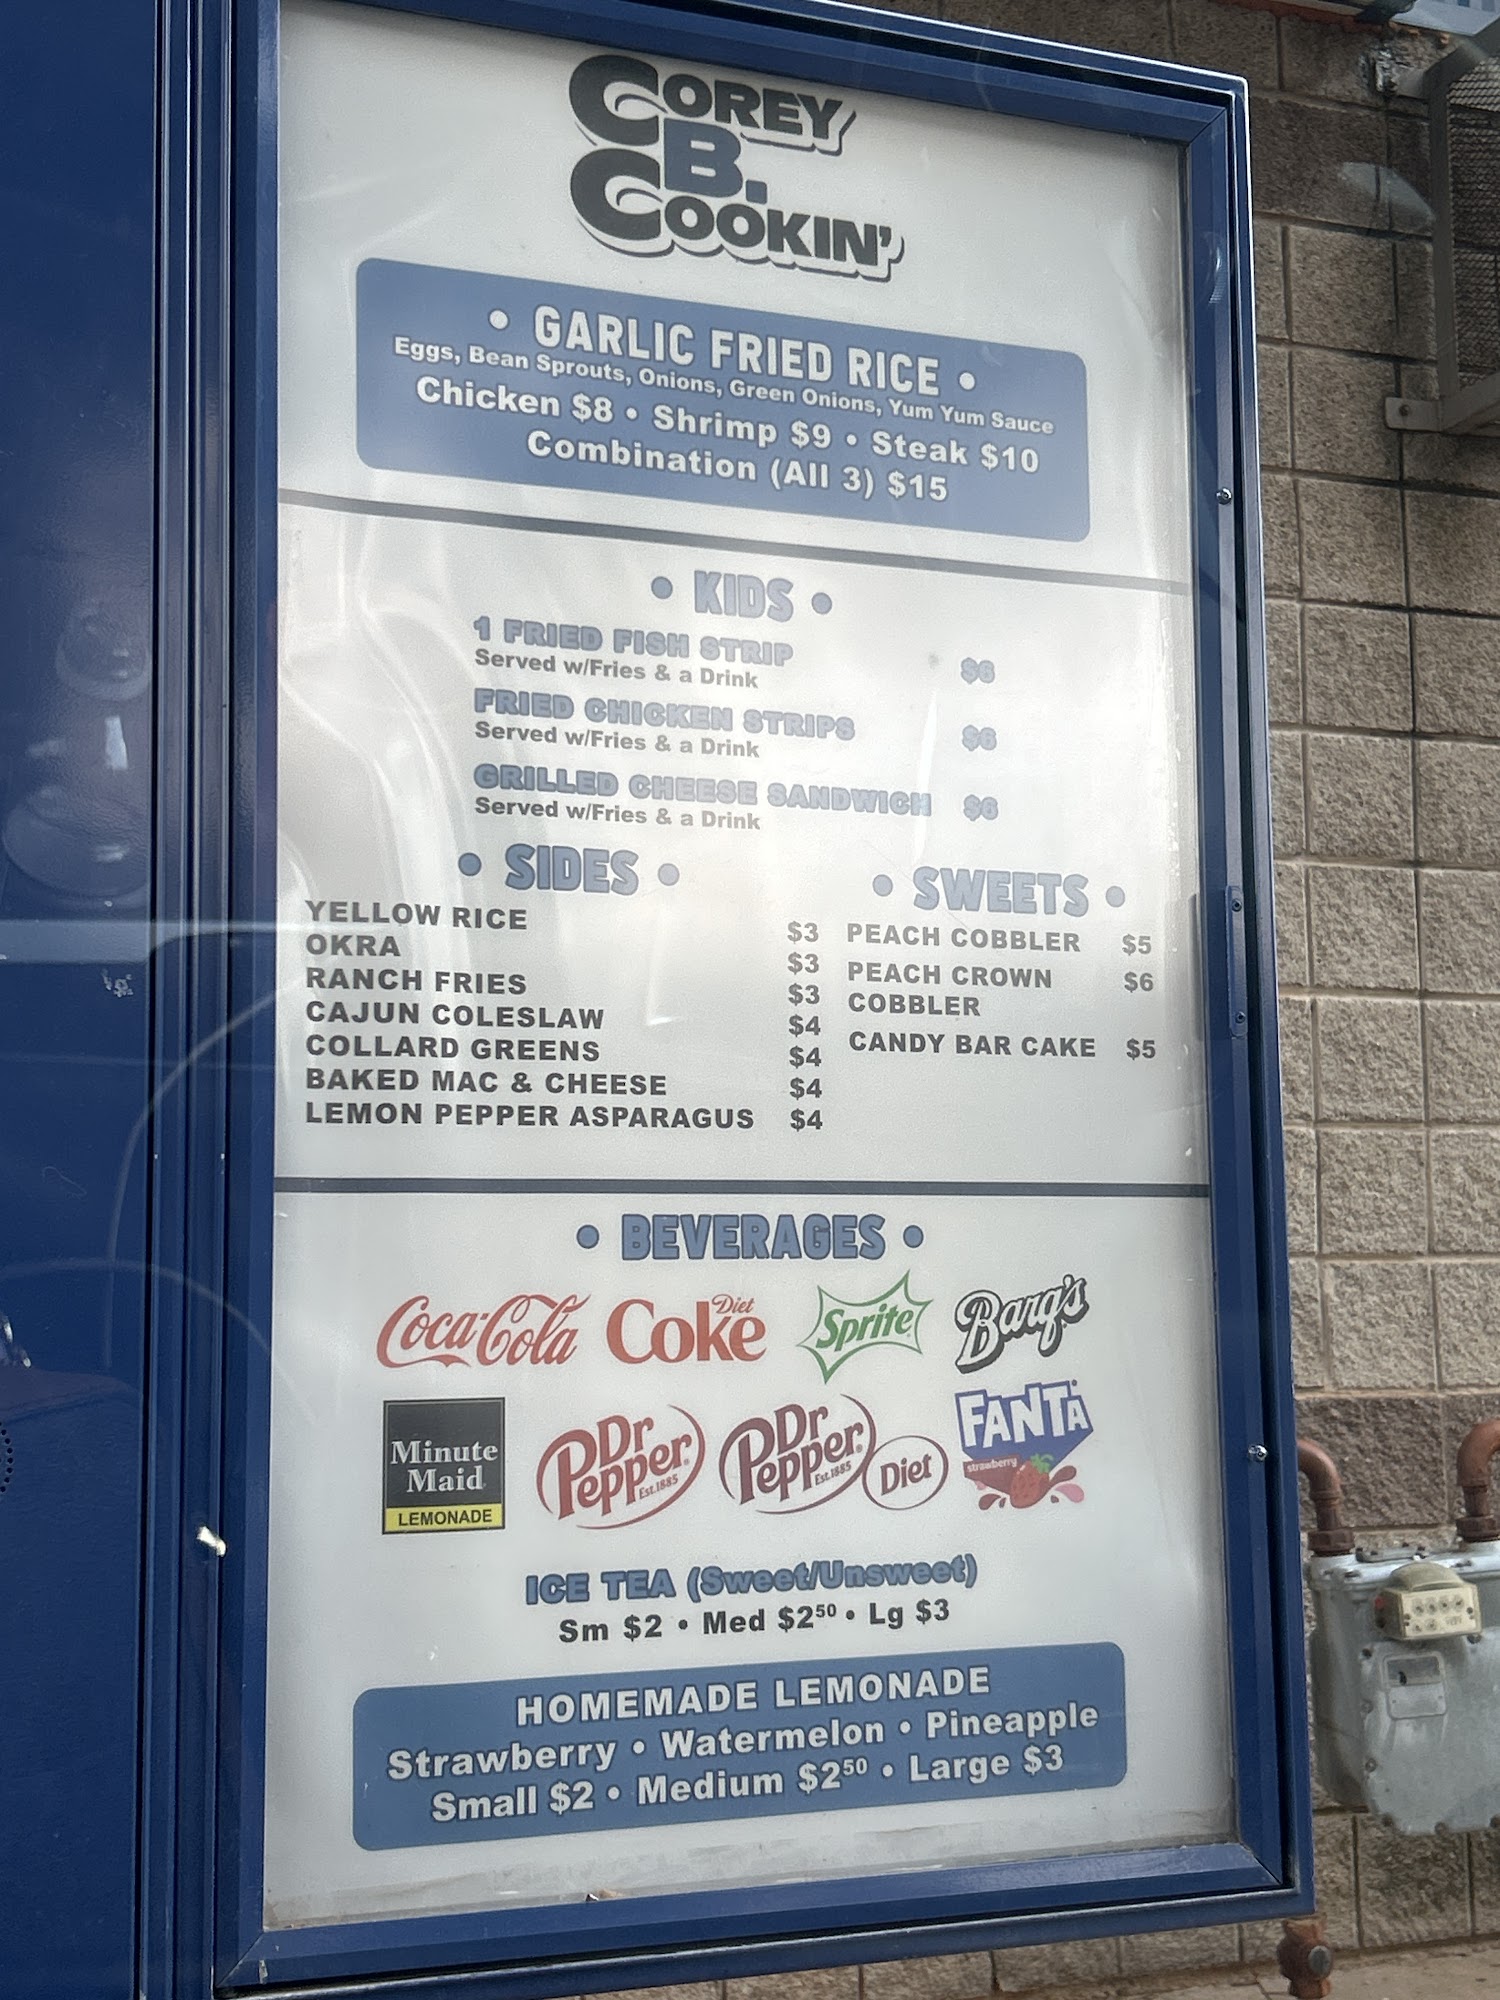 COREY
B.
COOKIN'
• GARLIC FRIED RICE •
Eggs, Bean Sprouts, Onions, Green Onions, Yum Yum Sauce
Chicken $8 • Shrimp $9 • Steak $10
Combination (All 3) $15
• KIDS •
1 FRIED FISH STRIP $6
Served w/Fries & a Drink
FRIED CHICKEN STRIPS $6
Served w/Fries & a Drink
GRILLED CHEESE SANDWICH $6
Served w/Fries & a Drink
• SIDES •
YELLOW RICE $3
OKRA $3
RANCH FRIES $3
CAJUN COLESLAW $4
COLLARD GREENS $4
BAKED MAC & CHEESE $4
LEMON PEPPER ASPARAGUS $4
• SWEETS •
PEACH COBBLER $5
PEACH CROWN $6
COBBLER
CANDY BAR CAKE $5
• BEVERAGES •
Coca-Cola Diet Coke Sprite Barq's
Minute Maid LEMONADE
Dr Pepper Est. 1885
Dr Pepper Est. 1885 Diet
FANTA strawberry
ICE TEA (Sweet/Unsweet)
Sm $2 • Med $2⁵⁰ • Lg $3
HOMEMADE LEMONADE
Strawberry • Watermelon • Pineapple
Small $2 • Medium $2⁵⁰ • Large $3